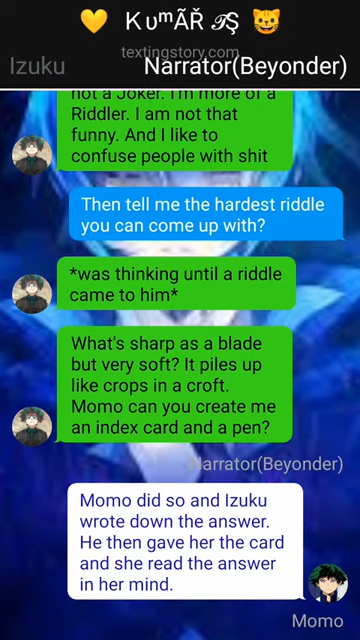 💛 KυᵐÃ̃Ř 𝒯Ş 😺
textingstory.com
Izuku
Narrator(Beyonder)
not a Joker. I'm more of a
Riddler. I am not that
funny. And I like to
confuse people with shit
Then tell me the hardest riddle
you can come up with?
*was thinking until a riddle
came to him*
What's sharp as a blade
but very soft? It piles up
like crops in a croft.
Momo can you create me
an index card and a pen?
Narrator(Beyonder)
Momo did so and Izuku
wrote down the answer.
He then gave her the card
and she read the answer
in her mind.
Momo